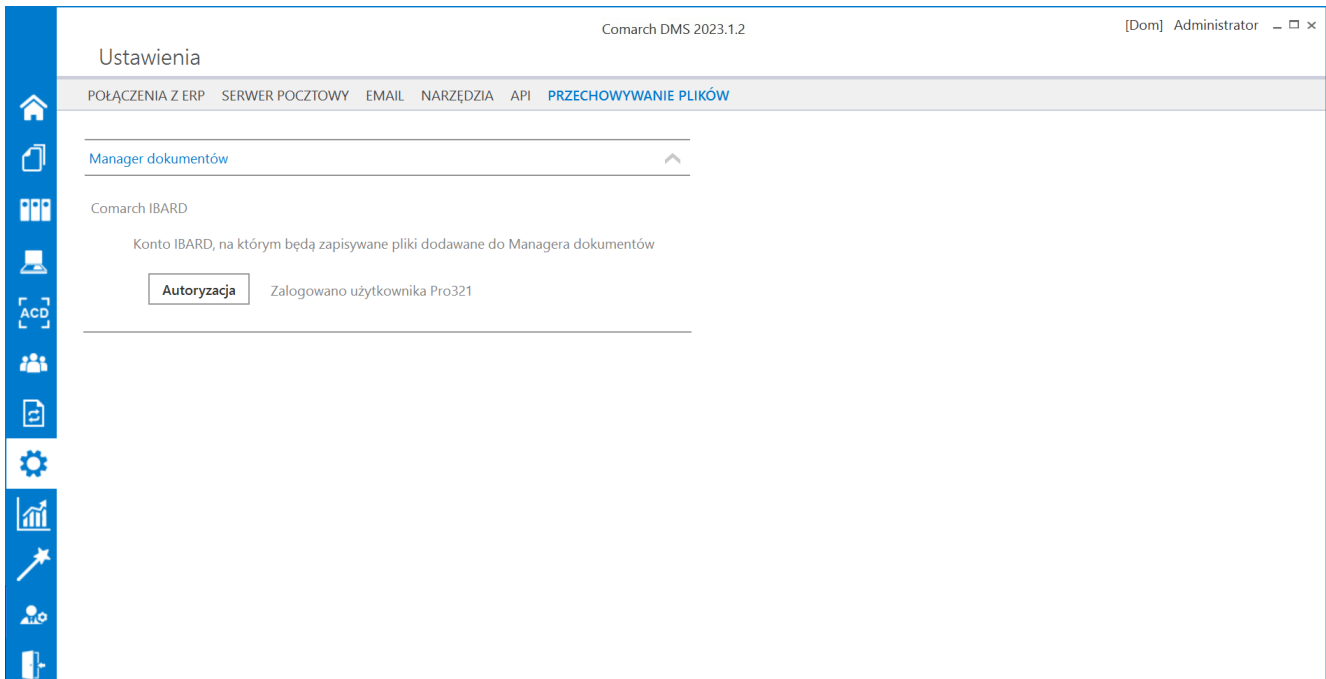 Comarch DMS 2023.1.2
[Dom] Administrator
Ustawienia
POŁĄCZENIA Z ERP SERWER POCZTOWY EMAIL NARZĘDZIA API PRZECHOWYWANIE PLIKÓW
Manager dokumentów
Comarch IBARD
Konto IBARD, na którym będą zapisywane pliki dodawane do Managera dokumentów
Autoryzacja Zalogowano użytkownika Pro321
ACD